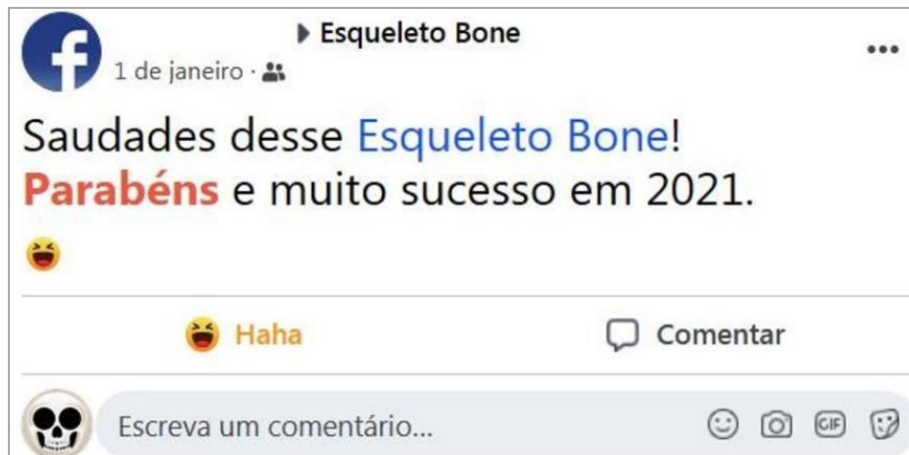 Esqueleto Bone
1 de janeiro
Saudades desse Esqueleto Bone!
Parabéns e muito sucesso em 2021.
Haha
Comentar
Escreva um comentário...
GIF